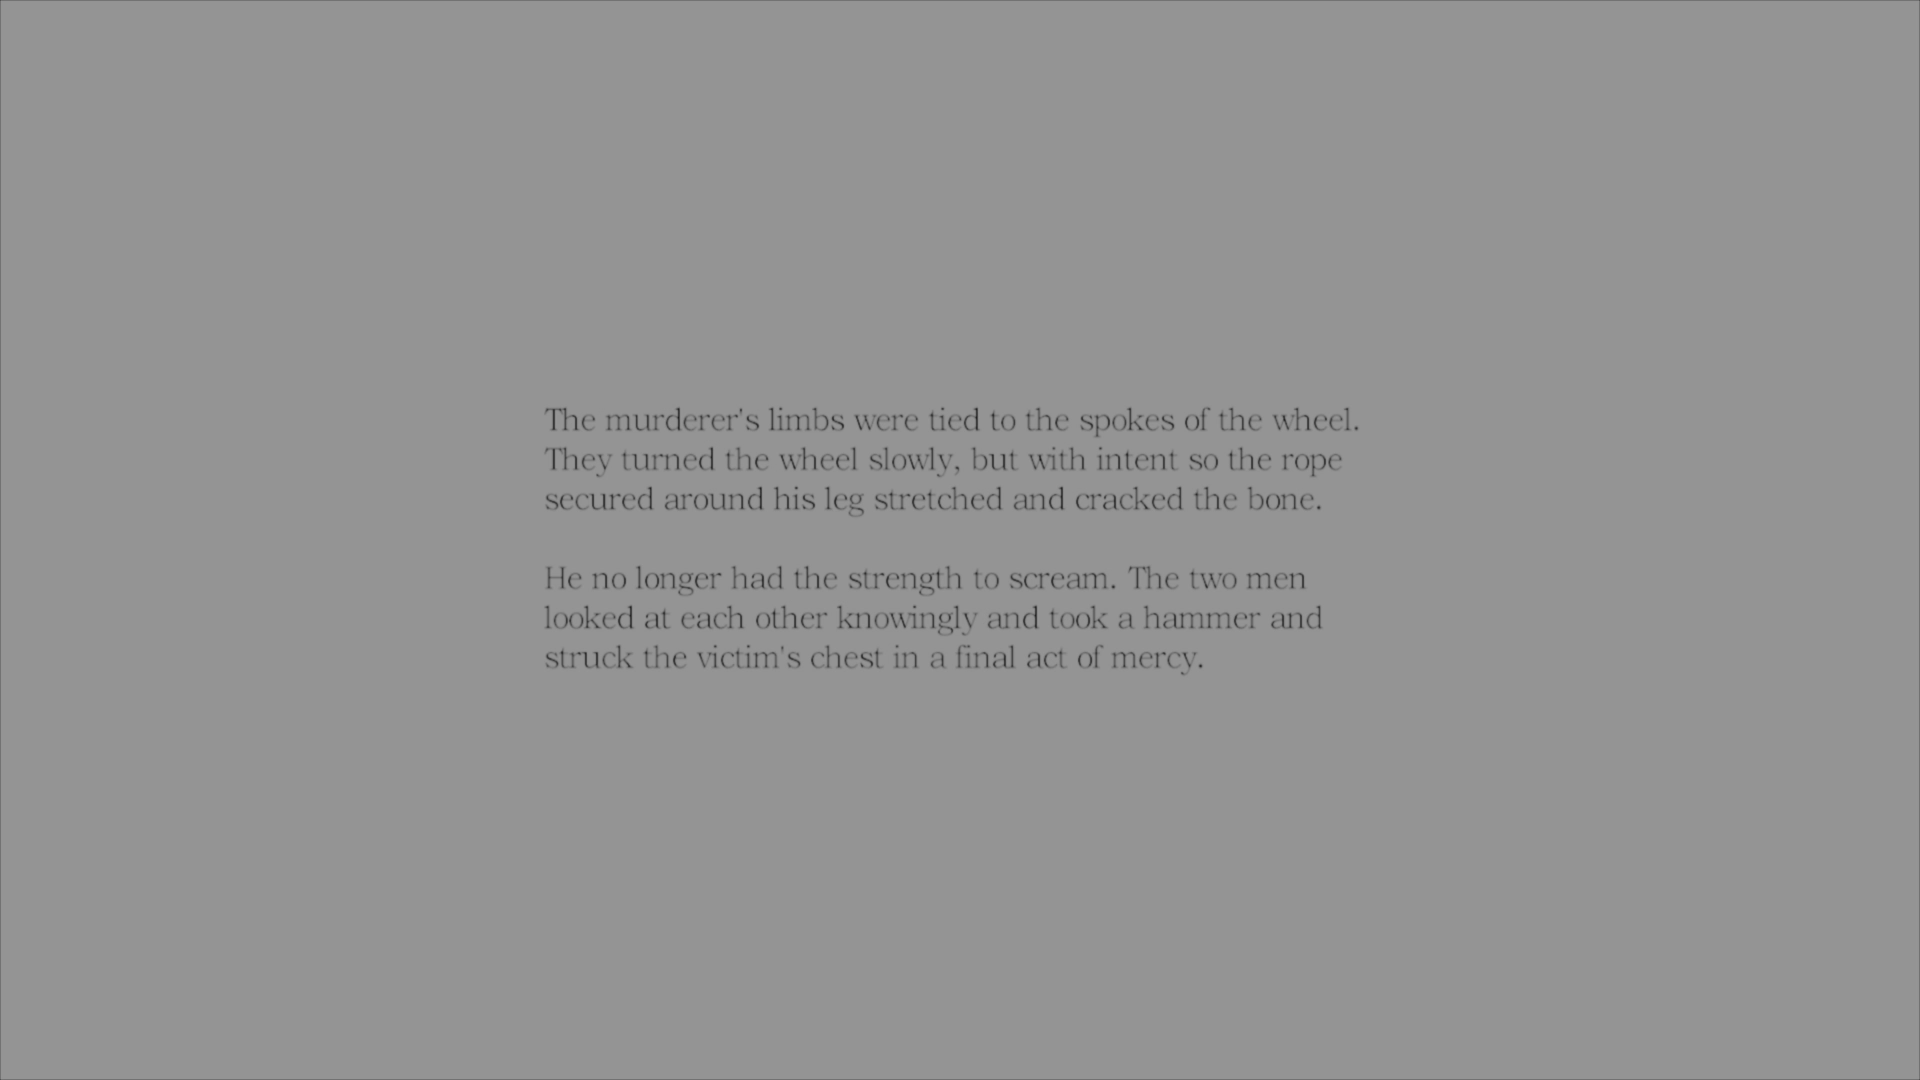 The murderer's limbs were tied to the spokes of the wheel.
They turned the wheel slowly, but with intent so the rope
secured around his leg stretched and cracked the bone.
He no longer had the strength to scream. The two men
looked at each other knowingly and took a hammer and
struck the victim's chest in a final act of mercy.